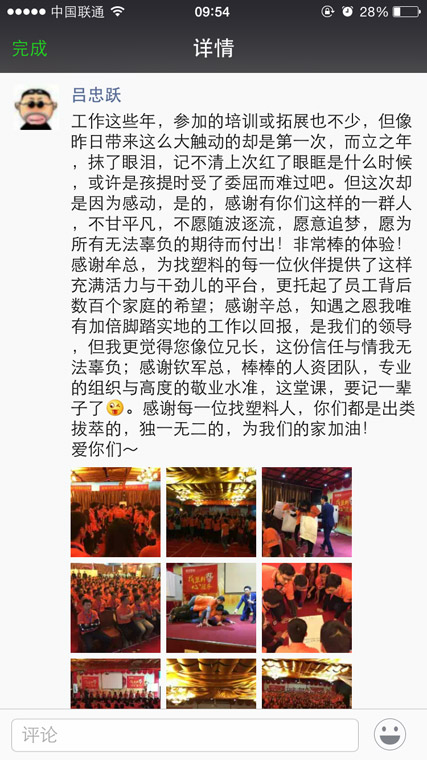 中国联通
09:54
28%
完成
详情
吕忠跃
工作这些年，参加的培训或拓展也不少，但像
昨日带来这么大触动的却是第一次，而立之年
，抹了眼泪，记不清上次红了眼眶是什么时候
，或许是孩提时受了委屈而难过吧。但这次却
是因为感动，是的，感谢有你们这样的一群人
，不甘平凡，不愿随波逐流，愿意追梦，愿为
所有无法辜负的期待而付出！非常棒的体验！
感谢牟总，为找塑料的每一位伙伴提供了这样
充满活力与干劲儿的平台，更托起了员工背后
数百个家庭的希望；感谢辛总，知遇之恩我唯
有加倍脚踏实地的工作以回报，是我们的领导
，但我更觉得您像位兄长，这份信任与情我无
法辜负；感谢钦军总，棒棒的人资团队，专业
的组织与高度的敬业水准，这堂课，要记一辈
子了😜。感谢每一位找塑料人，你们都是出类
拔萃的，独一无二的，为我们的家加油！
爱你们～
评论